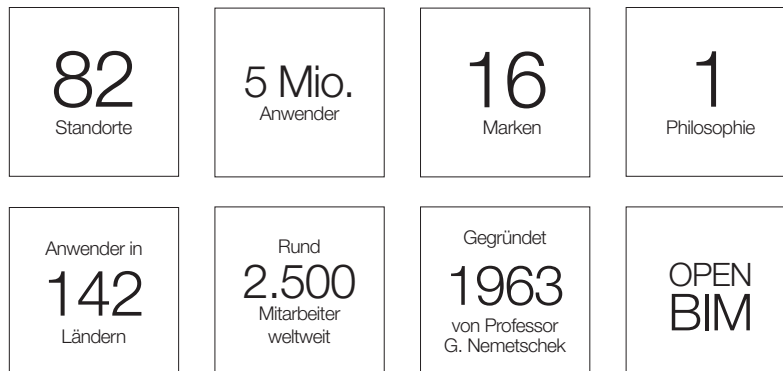 82
Standorte
5 Mio.
Anwender
16
Marken
1
Philosophie
Anwender in
142
Ländern
Rund
2.500
Mitarbeiter
weltweit
Gegründet
1963
von Professor
G. Nemetschek
OPEN
BIM